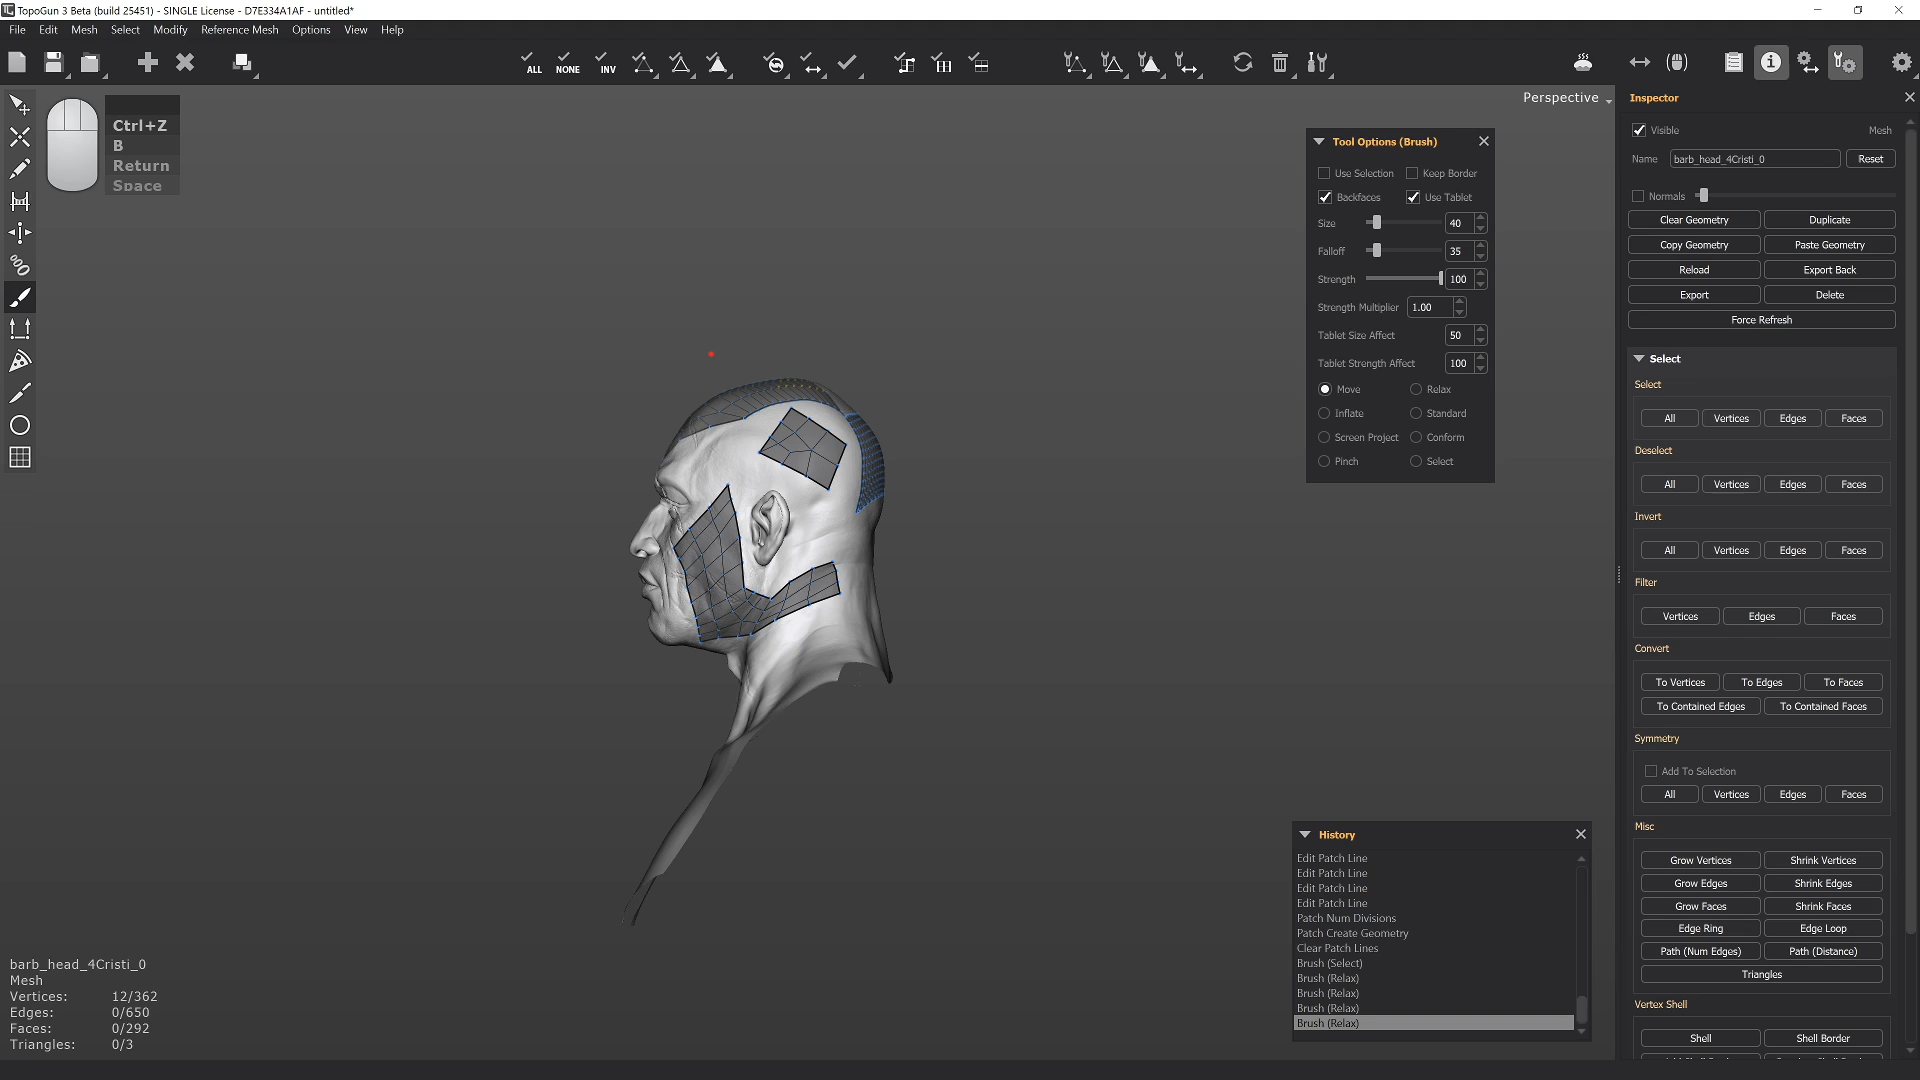 TopoGun 3 Beta (build 25451) - SINGLE License - D7E334A1AF - untitled*
File Edit Mesh Select Modify Reference Mesh Options View Help
ALL NONE INV
Ctrl+Z
B
Return
Space
Perspective
Tool Options (Brush)
Use Selection Keep Border
Backfaces Use Tablet
Size 40
Falloff 35
Strength 100
Strength Multiplier 1.00
Tablet Size Affect 50
Tablet Strength Affect 100
Move Relax
Inflate Standard
Screen Project Conform
Pinch Select
Inspector
Visible Mesh
Name barb_head_4Cristi_0 Reset
Normals
Clear Geometry Duplicate
Copy Geometry Paste Geometry
Reload Export Back
Export Delete
Force Refresh
Select
Select
All Vertices Edges Faces
Deselect
All Vertices Edges Faces
Invert
All Vertices Edges Faces
Filter
Vertices Edges Faces
Convert
To Vertices To Edges To Faces
To Contained Edges To Contained Faces
Symmetry
Add To Selection
All Vertices Edges Faces
Misc
Grow Vertices Shrink Vertices
Grow Edges Shrink Edges
Grow Faces Shrink Faces
Edge Ring Edge Loop
Path (Num Edges) Path (Distance)
Triangles
Vertex Shell
Shell Shell Border
History
Edit Patch Line
Edit Patch Line
Edit Patch Line
Edit Patch Line
Patch Num Divisions
Patch Create Geometry
Clear Patch Lines
Brush (Select)
Brush (Relax)
Brush (Relax)
Brush (Relax)
Brush (Relax)
barb_head_4Cristi_0
Mesh
Vertices: 12/362
Edges: 0/650
Faces: 0/292
Triangles: 0/3